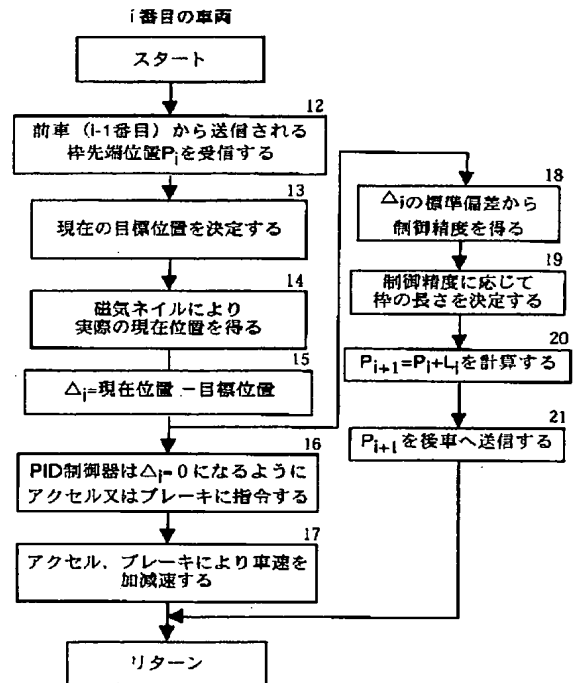 i番目の車両
スタート
12
前車（i-1番目）から送信される
枠先端位置Piを受信する
13
現在の目標位置を決定する
14
磁気ネイルにより
実際の現在位置を得る
15
△i=現在位置 －目標位置
16
PID制御器は△i=0になるように
アクセル又はブレーキに指令する
17
アクセル、ブレーキにより車速を
加減速する
リターン
18
△iの標準偏差から
制御精度を得る
19
制御精度に応じて
枠の長さを決定する
20
Pi+1=Pi+Liを計算する
21
Pi+1を後車へ送信する